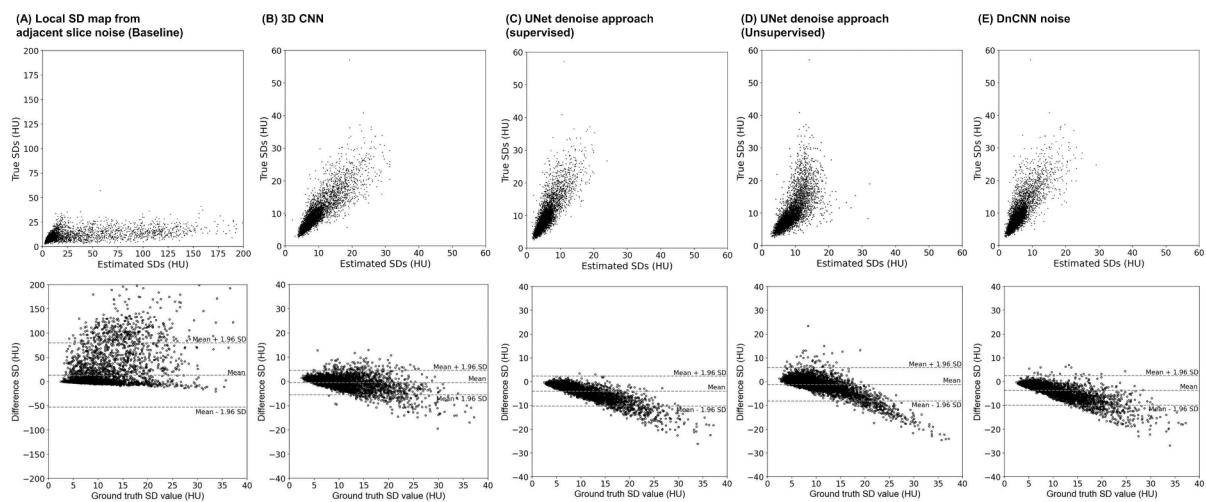 (A) Local SD map from
adjacent slice noise (Baseline)
200
175
150
125
100
75
50
25
0
True SDs (HU)
0 25 50 75 100 125 150 175 200
Estimated SDs (HU)
(B) 3D CNN
60
50
40
30
20
10
0
True SDs (HU)
0 10 20 30 40 50 60
Estimated SDs (HU)
(C) UNet denoise approach
(supervised)
60
50
40
30
20
10
0
True SDs (HU)
0 10 20 30 40 50 60
Estimated SDs (HU)
(D) UNet denoise approach
(Unsupervised)
60
50
40
30
20
10
0
True SDs (HU)
0 10 20 30 40 50 60
Estimated SDs (HU)
(E) DnCNN noise
60
50
40
30
20
10
0
True SDs (HU)
0 10 20 30 40 50 60
Estimated SDs (HU)
200
150
100
50
0
−50
−100
−150
−200
Difference SD (HU)
Mean + 1.96 SD
Mean
Mean - 1.96 SD
0 5 10 15 20 25 30 35 40
Ground truth SD value (HU)
40
30
20
10
0
−10
−20
−30
−40
Difference SD (HU)
Mean + 1.96 SD
Mean
Mean - 1.96 SD
0 5 10 15 20 25 30 35 40
Ground truth SD value (HU)
40
30
20
10
0
−10
−20
−30
−40
Difference SD (HU)
Mean + 1.96 SD
Mean
Mean - 1.96 SD
0 5 10 15 20 25 30 35 40
Ground truth SD value (HU)
40
30
20
10
0
−10
−20
−30
−40
Difference SD (HU)
Mean + 1.96 SD
Mean
Mean - 1.96 SD
0 5 10 15 20 25 30 35 40
Ground truth SD value (HU)
40
30
20
10
0
−10
−20
−30
−40
Difference SD (HU)
Mean + 1.96 SD
Mean
Mean - 1.96 SD
0 5 10 15 20 25 30 35 40
Ground truth SD value (HU)